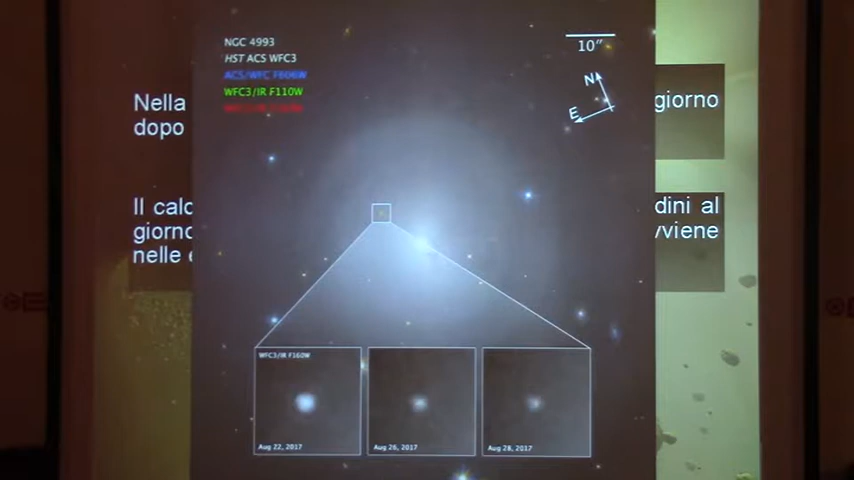 NGC 4993
HST ACS WFC3
ACS/WFC F606W
WFC3/IR F110W
10"
N
E
Nella
giorno
dopo
Il calc
dini al
giorno
vviene
nelle e
WFC3/IR F160W
Aug 22, 2017
Aug 26, 2017
Aug 28, 2017